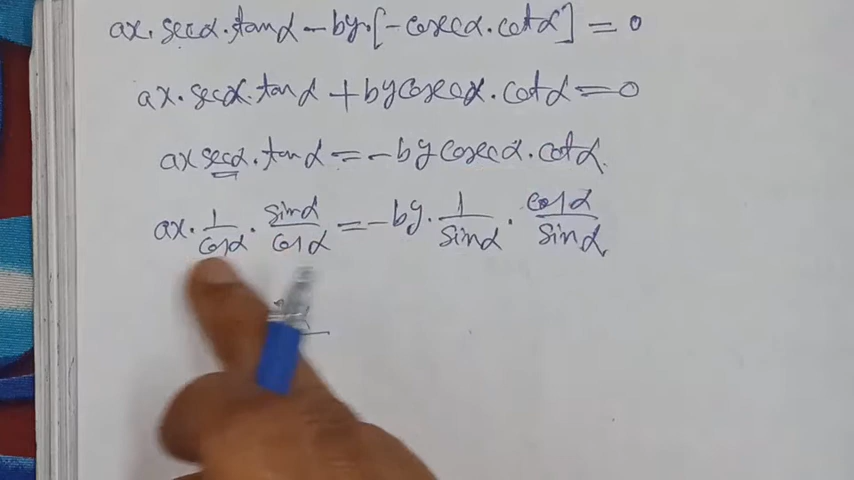 ax·secα·tanα - by·[-cosecα·cotα] = 0
ax·secα·tanα + by cosecα·cotα = 0
ax secα·tanα = -by cosecα·cotα.
ax·1/cosα·sinα/cosα = -by·1/sinα·cosα/sinα